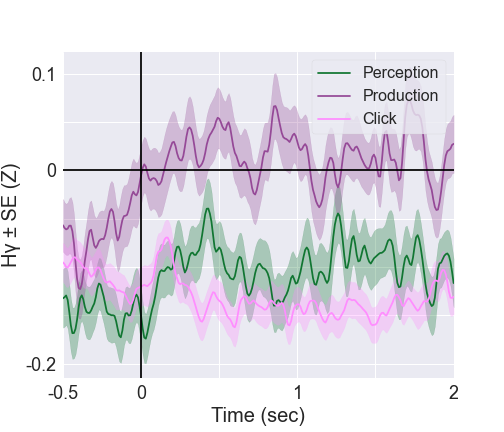 Perception
Production
Click
0.1
0
-0.2
Hγ ± SE (Z)
-0.5
0
1
2
Time (sec)